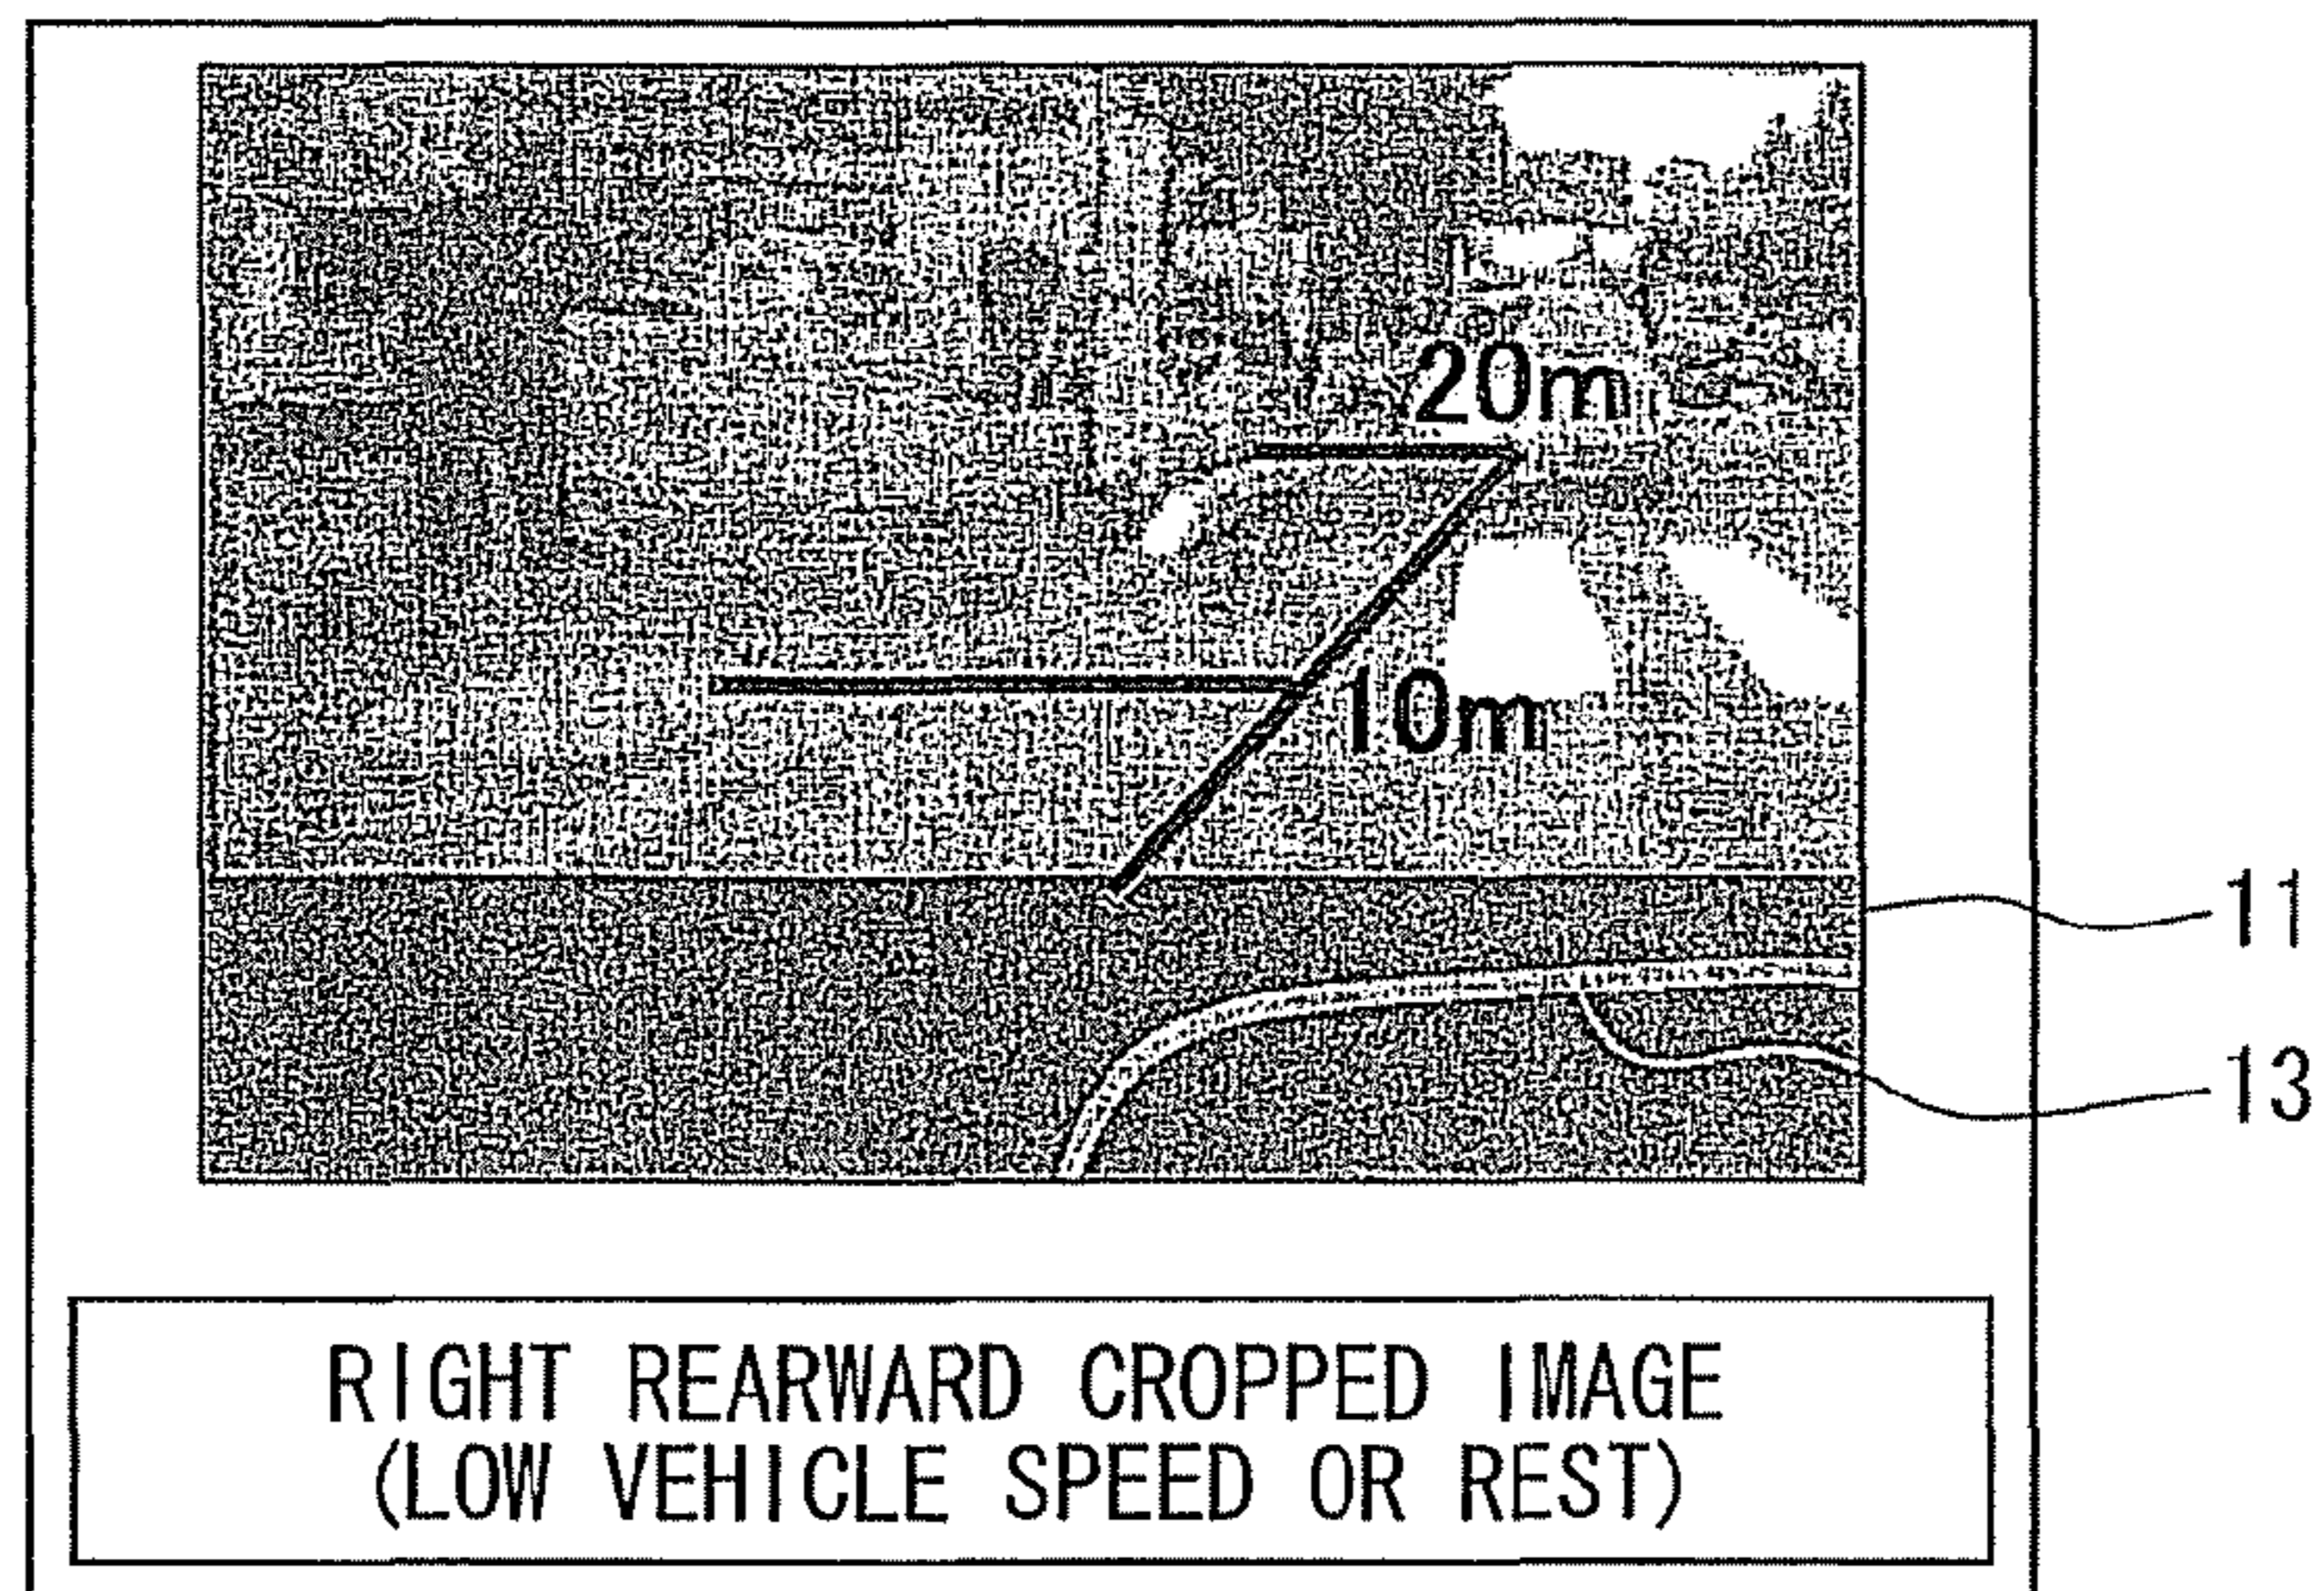 20m
10m
11
13
RIGHT REARWARD CROPPED IMAGE
(LOW VEHICLE SPEED OR REST)